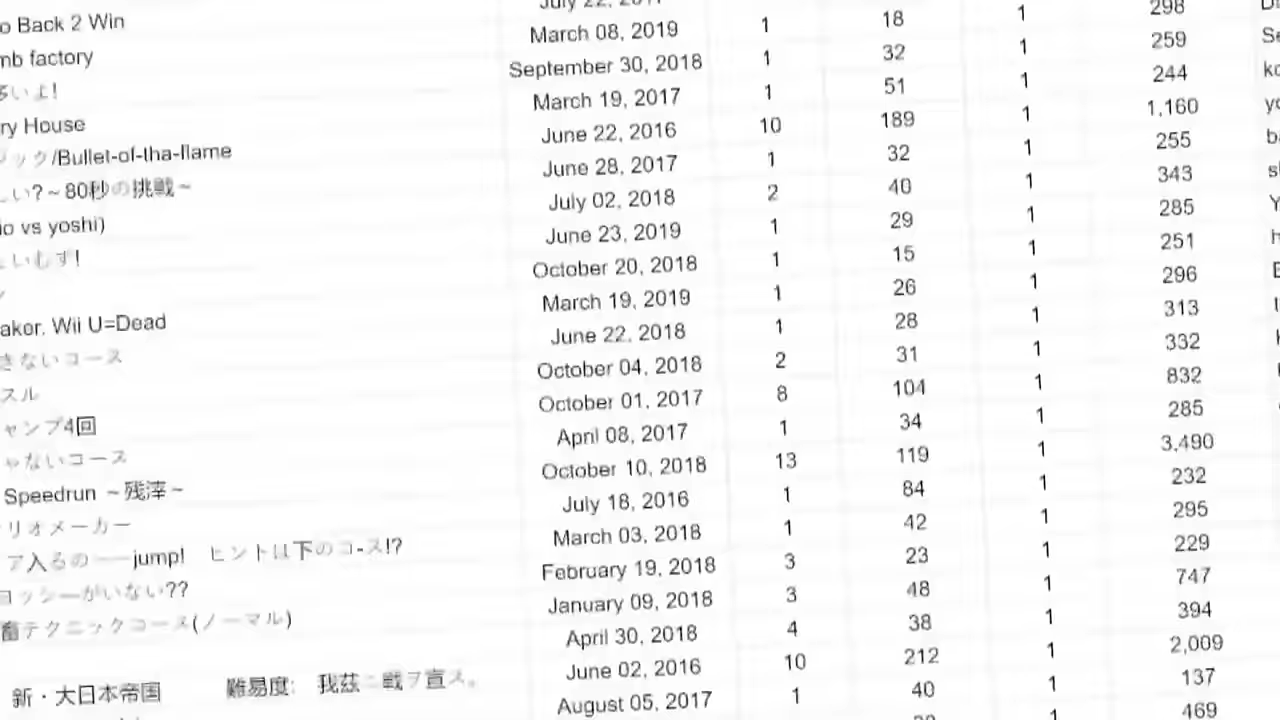 o Back 2 Win July 22,
mb factory March 08, 2019 1 18 1 298
多いよ! September 30, 2018 1 32 1 259
ry House March 19, 2017 1 51 1 244
ック/Bullet-of-tha-flame June 22, 2016 10 189 1 1,160
い?~80秒の挑戦~ June 28, 2017 1 32 1 255
io vs yoshi) July 02, 2018 2 40 1 343
いむす! June 23, 2019 1 29 1 285
October 20, 2018 1 15 1 251
aker. Wii U=Dead March 19, 2019 1 26 1 296
きないコース June 22, 2018 1 28 1 313
スル October 04, 2018 2 31 1 332
ャンプ4回 October 01, 2017 8 104 1 832
ゃないコース April 08, 2017 1 34 1 285
Speedrun ~残滓~ October 10, 2018 13 119 1 3,490
リオメーカー July 18, 2016 1 84 1 232
ア入るの——jump! ヒントは下のコ-ス!? March 03, 2018 1 42 1 295
ヨッシーがいない?? February 19, 2018 3 23 1 229
畜テクニックコース(ノーマル) January 09, 2018 3 48 1 747
April 30, 2018 4 38 1 394
新・大日本帝国 難易度: 我茲ニ戦ヲ宣ス。 June 02, 2016 10 212 1 2,009
August 05, 2017 1 40 1 137
1 469